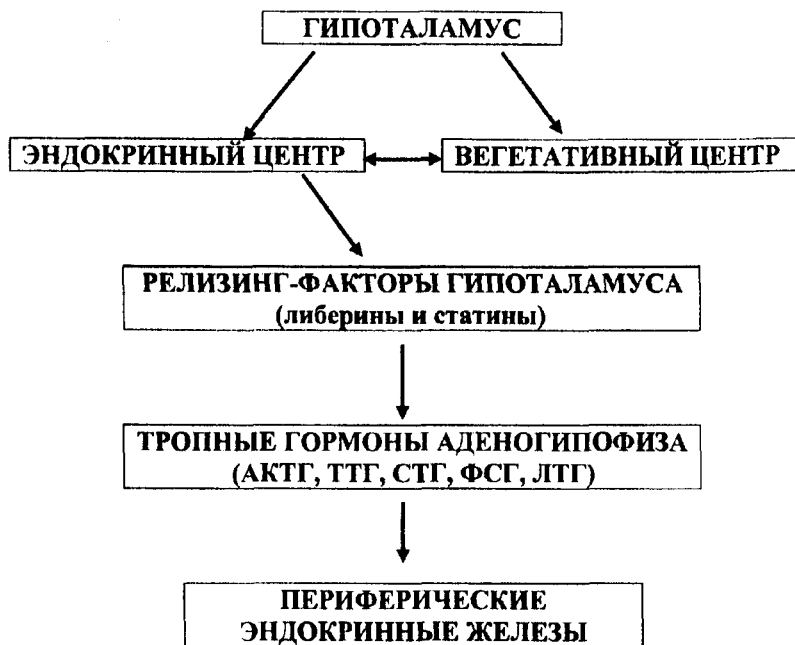 ГИПОТАЛАМУС
ЭНДОКРИННЫЙ ЦЕНТР
ВЕГЕТАТИВНЫЙ ЦЕНТР
РЕЛИЗИНГ-ФАКТОРЫ ГИПОТАЛАМУСА
(либерины и статины)
ТРОПНЫЕ ГОРМОНЫ АДЕНОГИПОФИЗА
(АКТГ, ТТГ, СТГ, ФСГ, ЛТГ)
ПЕРИФЕРИЧЕСКИЕ
ЭНДОКРИННЫЕ ЖЕЛЕЗЫ